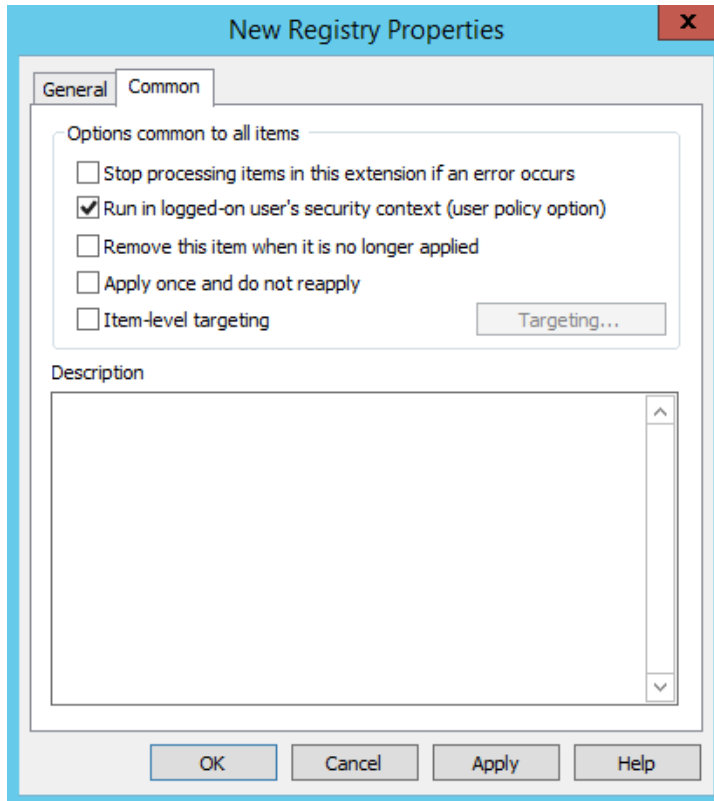 New Registry Properties
x
General
Common
Options common to all items
Stop processing items in this extension if an error occurs
Run in logged-on user's security context (user policy option)
Remove this item when it is no longer applied
Apply once and do not reapply
Item-level targeting
Targeting...
Description
OK
Cancel
Apply
Help